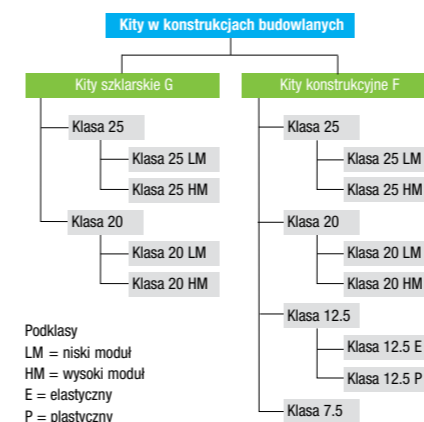 Kity w konstrukcjach budowlanych
Kity szklarskie G
Klasa 25
Klasa 25 LM
Klasa 25 HM
Klasa 20
Klasa 20 LM
Klasa 20 HM
Kity konstrukcyjne F
Klasa 25
Klasa 25 LM
Klasa 25 HM
Klasa 20
Klasa 20 LM
Klasa 20 HM
Klasa 12.5
Klasa 12.5 E
Klasa 12.5 P
Klasa 7.5
Podklasy
LM = niski moduł
HM = wysoki moduł
E = elastyczny
P = plastyczny